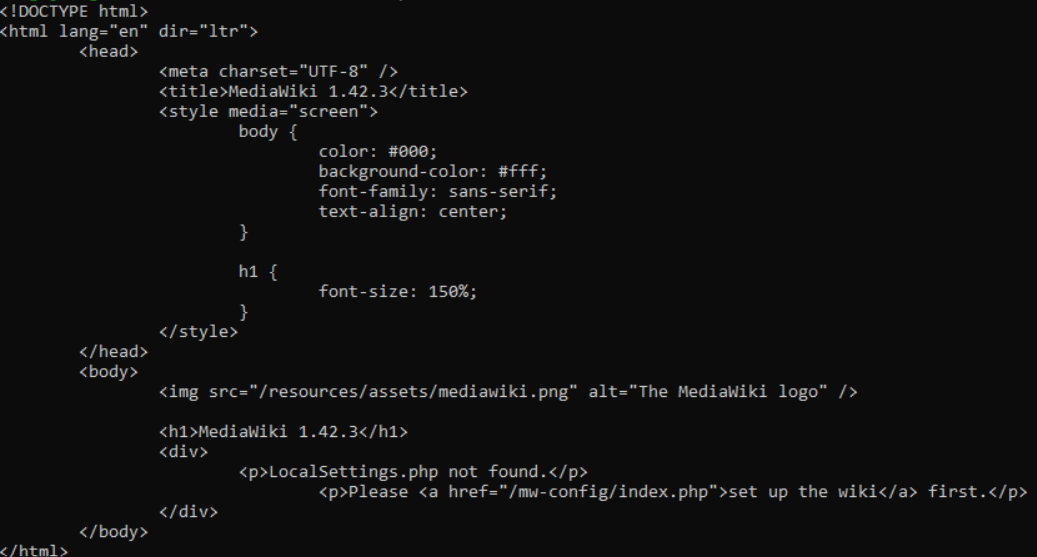 <!DOCTYPE html>
<html lang="en" dir="ltr">
<head>
<meta charset="UTF-8" />
<title>MediaWiki 1.42.3</title>
<style media="screen">
body {
color: #000;
background-color: #fff;
font-family: sans-serif;
text-align: center;
}
h1 {
font-size: 150%;
}
</style>
</head>
<body>
<img src="/resources/assets/mediawiki.png" alt="The MediaWiki logo" />
<h1>MediaWiki 1.42.3</h1>
<div>
<p>LocalSettings.php not found.</p>
<p>Please <a href="/mw-config/index.php">set up the wiki</a> first.</p>
</div>
</body>
</html>